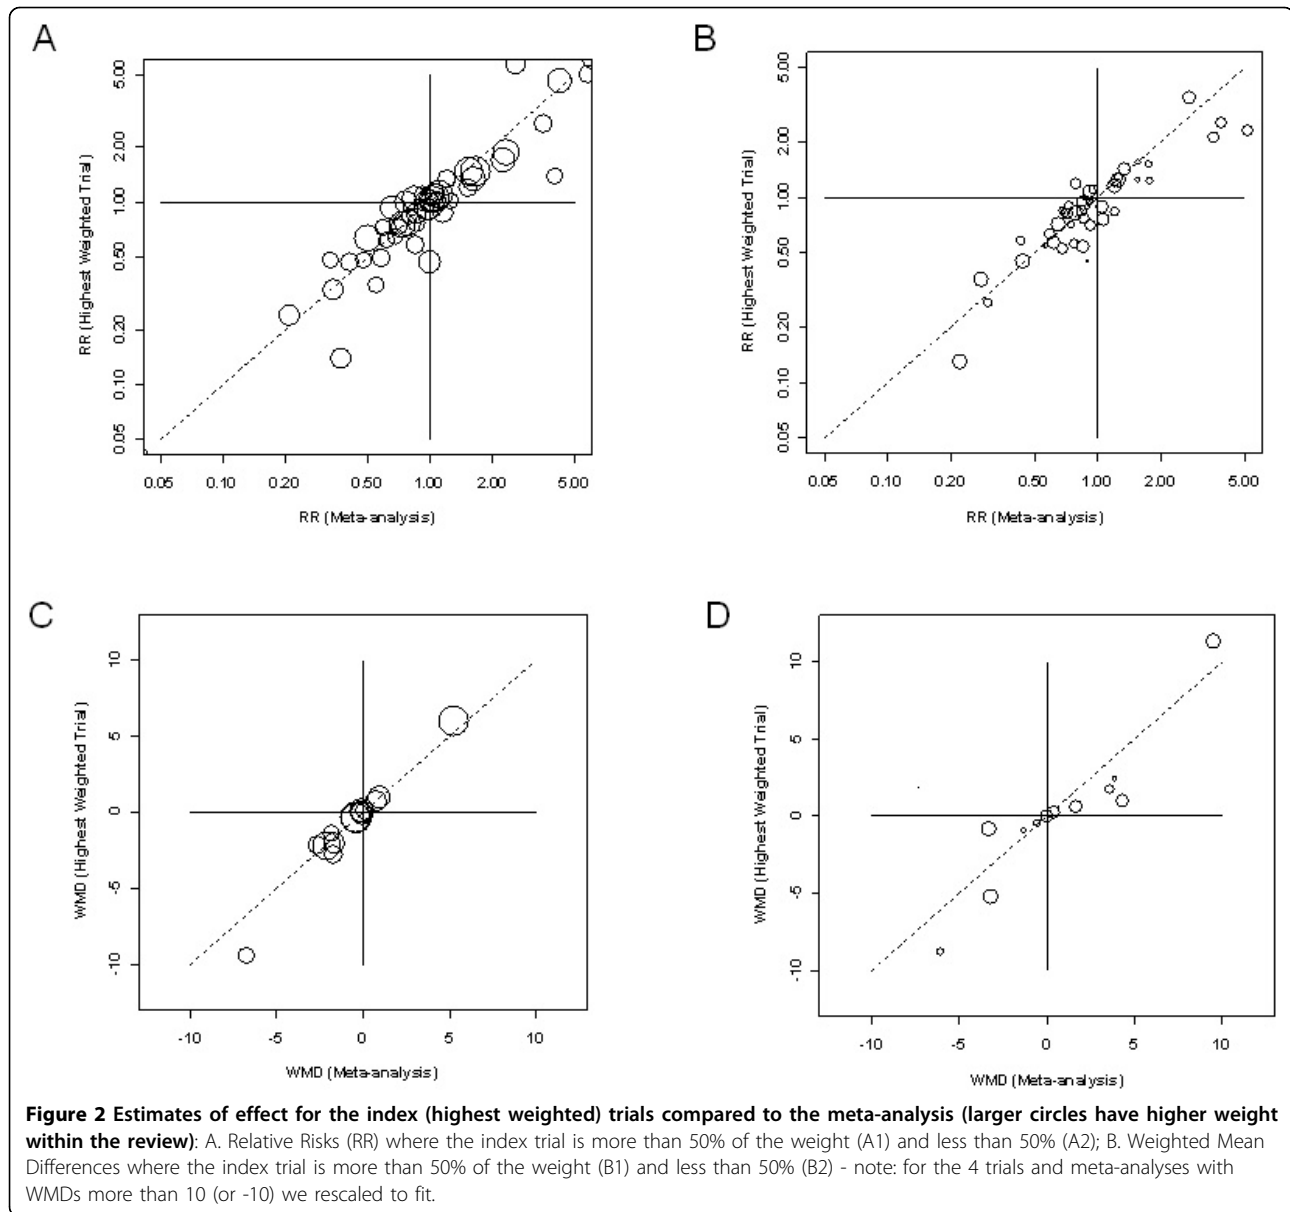 A
5.00
2.00
1.00
0.50
0.20
0.10
0.05
RR (Highest Weighted Trial)
0.05 0.10 0.20 0.50 1.00 2.00 5.00
RR (Meta-analysis)
B
5.00
2.00
1.00
0.50
0.20
0.10
0.05
RR (Highest Weighted Trial)
0.05 0.10 0.20 0.50 1.00 2.00 5.00
RR (Meta-analysis)
C
10
5
0
-5
-10
WMD (Highest Weighted Trial)
-10 -5 0 5 10
WMD (Meta-analysis)
D
10
5
0
-5
-10
WMD (Highest Weighted Trial)
-10 -5 0 5 10
WMD (Meta-analysis)
Figure 2 Estimates of effect for the index (highest weighted) trials compared to the meta-analysis (larger circles have higher weight
within the review): A. Relative Risks (RR) where the index trial is more than 50% of the weight (A1) and less than 50% (A2); B. Weighted Mean
Differences where the index trial is more than 50% of the weight (B1) and less than 50% (B2) - note: for the 4 trials and meta-analyses with
WMDs more than 10 (or -10) we rescaled to fit.